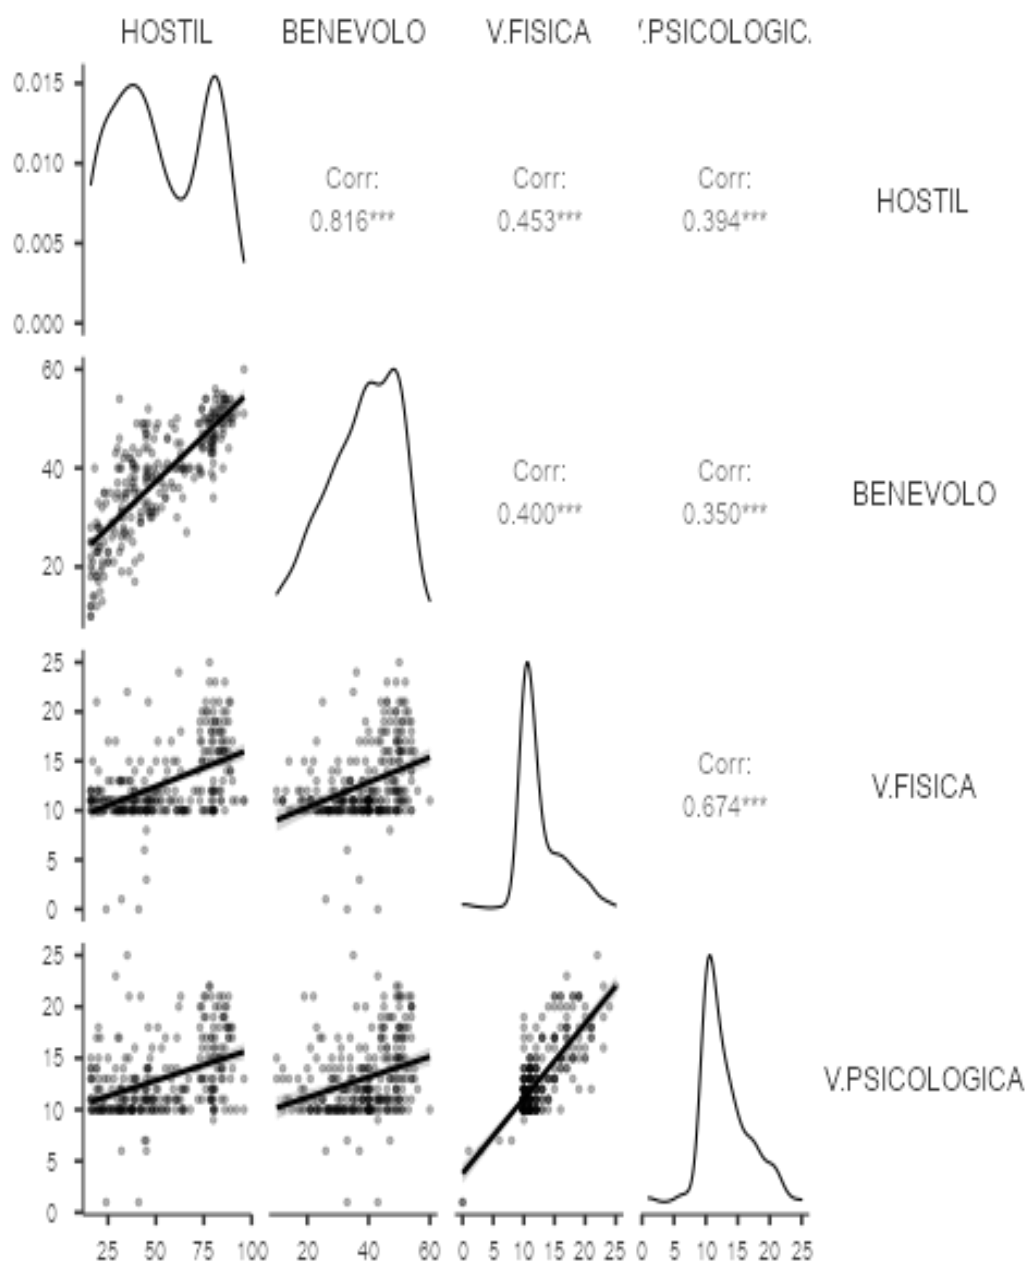 HOSTIL BENEVOLO V.FISICA '.PSICOLOGIC.
0.015
0.010
0.005
0.000
Corr:
0.816***
Corr:
0.453***
Corr:
0.394***
HOSTIL
60
40
20
Corr:
0.400***
Corr:
0.350***
BENEVOLO
25
20
15
10
5
0
Corr:
0.674***
V.FISICA
25
20
15
10
5
0
V.PSICOLOGICA
25 50 75 100 20 40 60 0 5 10 15 20 25 0 5 10 15 20 25